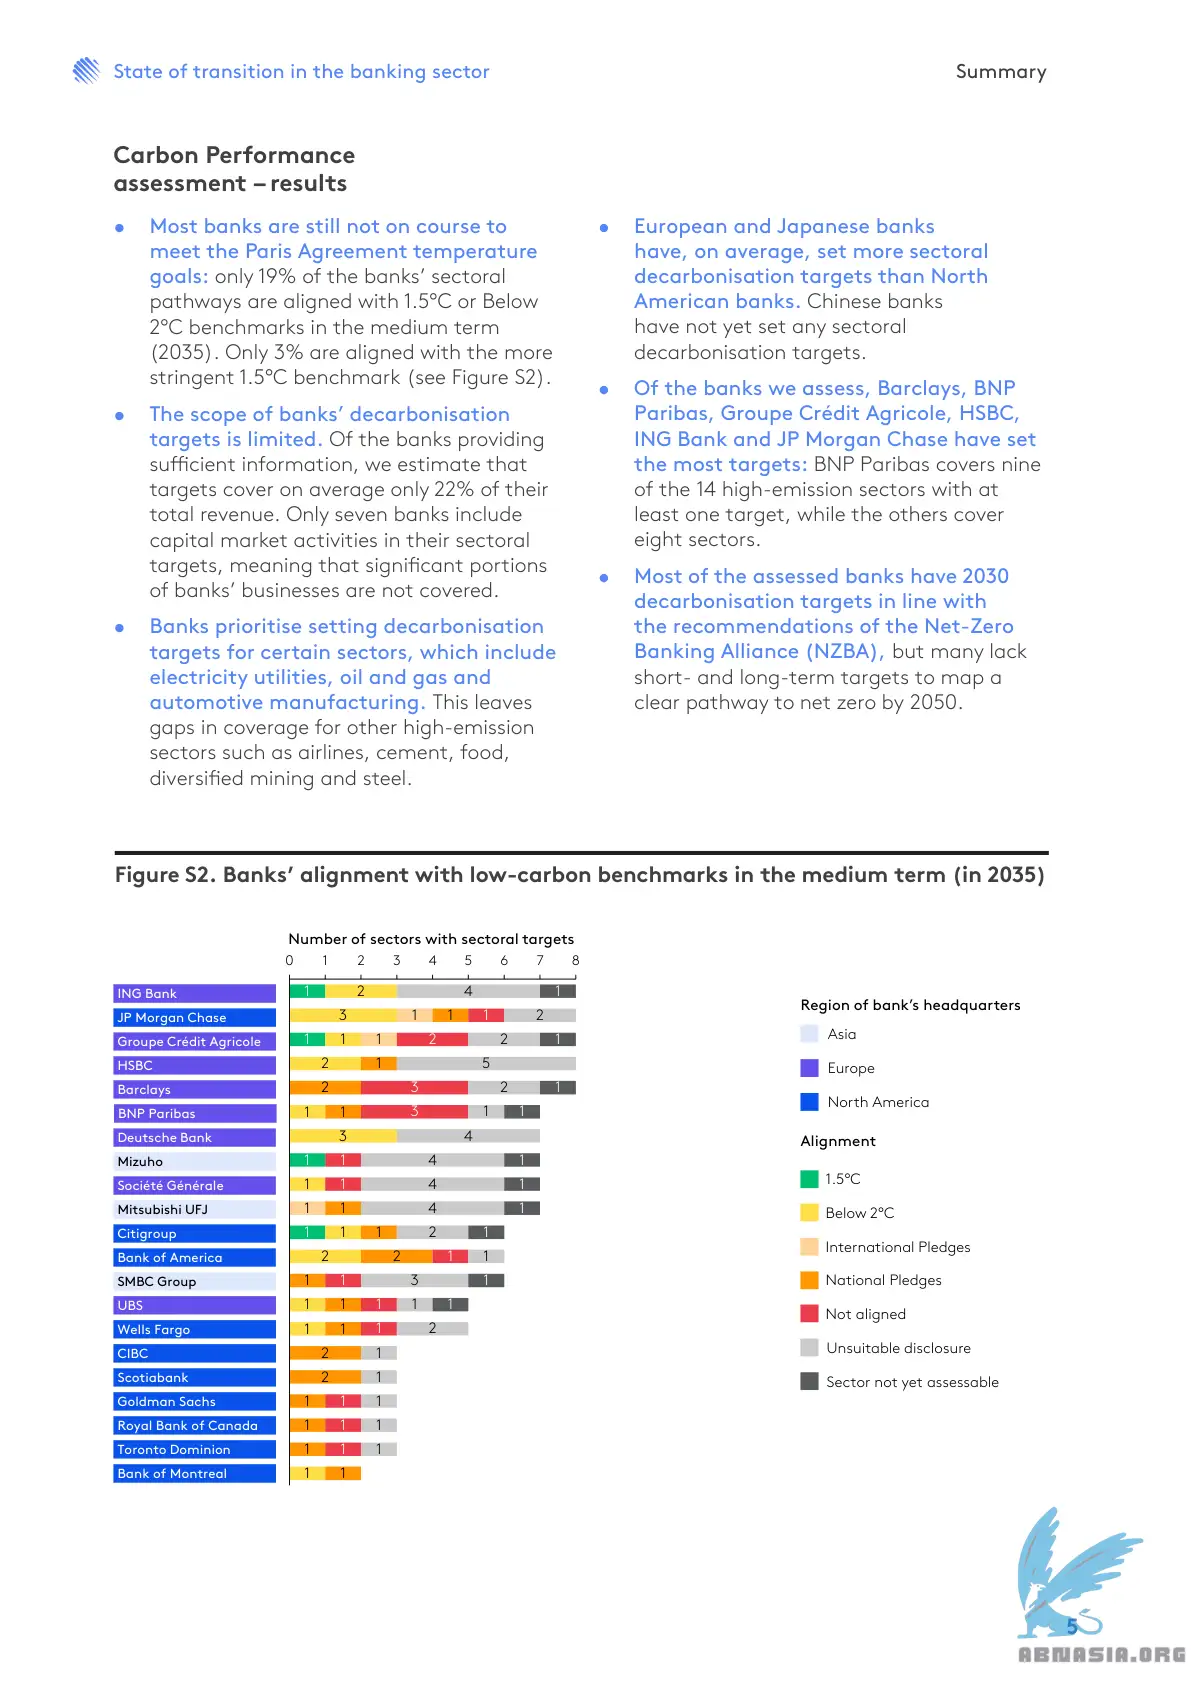 State of transition in the banking sector
Summary
Carbon Performance
assessment – results
• Most banks are still not on course to
meet the Paris Agreement temperature
goals: only 19% of the banks’ sectoral
pathways are aligned with 1.5°C or Below
2°C benchmarks in the medium term
(2035). Only 3% are aligned with the more
stringent 1.5°C benchmark (see Figure S2).
• The scope of banks’ decarbonisation
targets is limited. Of the banks providing
sufficient information, we estimate that
targets cover on average only 22% of their
total revenue. Only seven banks include
capital market activities in their sectoral
targets, meaning that significant portions
of banks’ businesses are not covered.
• Banks prioritise setting decarbonisation
targets for certain sectors, which include
electricity utilities, oil and gas and
automotive manufacturing. This leaves
gaps in coverage for other high-emission
sectors such as airlines, cement, food,
diversified mining and steel.
• European and Japanese banks
have, on average, set more sectoral
decarbonisation targets than North
American banks. Chinese banks
have not yet set any sectoral
decarbonisation targets.
• Of the banks we assess, Barclays, BNP
Paribas, Groupe Crédit Agricole, HSBC,
ING Bank and JP Morgan Chase have set
the most targets: BNP Paribas covers nine
of the 14 high-emission sectors with at
least one target, while the others cover
eight sectors.
• Most of the assessed banks have 2030
decarbonisation targets in line with
the recommendations of the Net-Zero
Banking Alliance (NZBA), but many lack
short- and long-term targets to map a
clear pathway to net zero by 2050.
Figure S2. Banks’ alignment with low-carbon benchmarks in the medium term (in 2035)
Number of sectors with sectoral targets
0 1 2 3 4 5 6 7 8
ING Bank 1 2 4 1
JP Morgan Chase 3 1 1 1 2
Groupe Crédit Agricole 1 1 1 2 2 1
HSBC 2 1 5
Barclays 2 3 2 1
BNP Paribas 1 1 3 1 1
Deutsche Bank 3 4
Mizuho 1 1 4 1
Société Générale 1 1 4 1
Mitsubishi UFJ 1 1 4 1
Citigroup 1 1 1 2 1
Bank of America 2 2 1 1
SMBC Group 1 1 3 1
UBS 1 1 1 1 1
Wells Fargo 1 1 1 2
CIBC 2 1
Scotiabank 2 1
Goldman Sachs 1 1 1
Royal Bank of Canada 1 1 1
Toronto Dominion 1 1 1
Bank of Montreal 1 1
Region of bank’s headquarters
Asia
Europe
North America
Alignment
1.5°C
Below 2°C
International Pledges
National Pledges
Not aligned
Unsuitable disclosure
Sector not yet assessable
5
ABNASIA.ORG